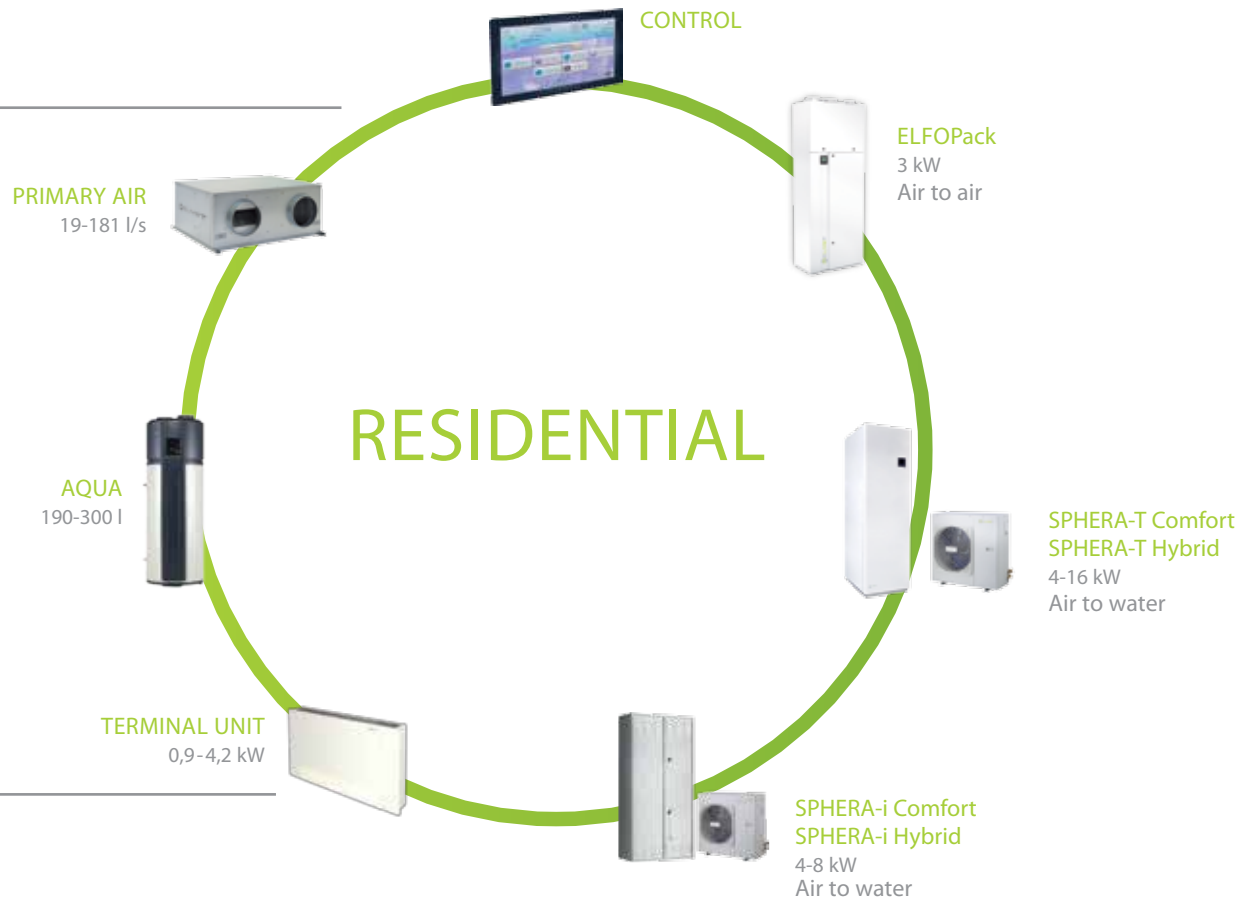 CONTROL
ELFOPack
3 kW
Air to air
PRIMARY AIR
19-181 l/s
RESIDENTIAL
AQUA
190-300 l
SPHERA-T Comfort
SPHERA-T Hybrid
4-16 kW
Air to water
TERMINAL UNIT
0,9-4,2 kW
SPHERA-i Comfort
SPHERA-i Hybrid
4-8 kW
Air to water